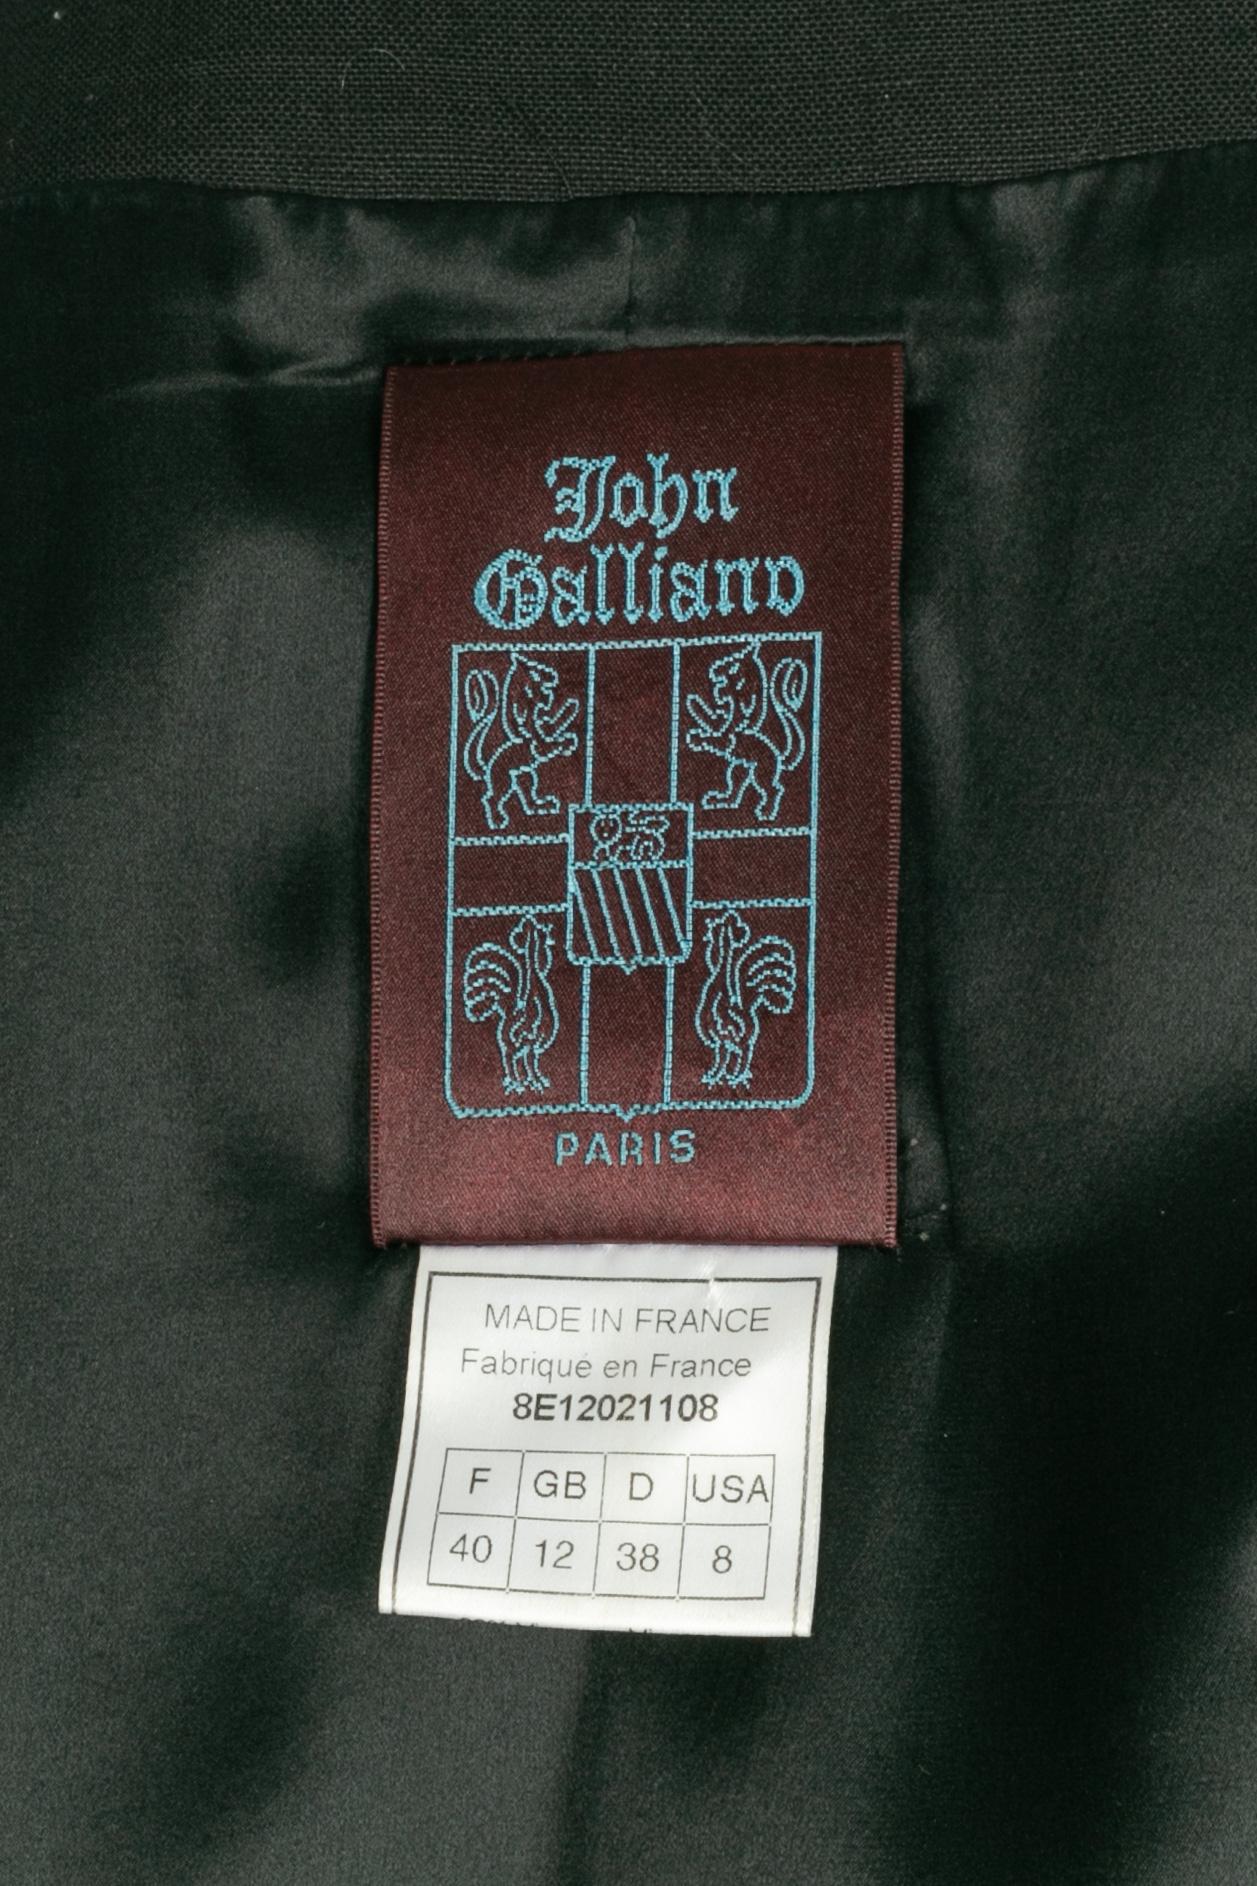 John
Galliano
PARIS
MADE IN FRANCE
Fabriqué en France
8E12021108
F GB D USA
40 12 38 8